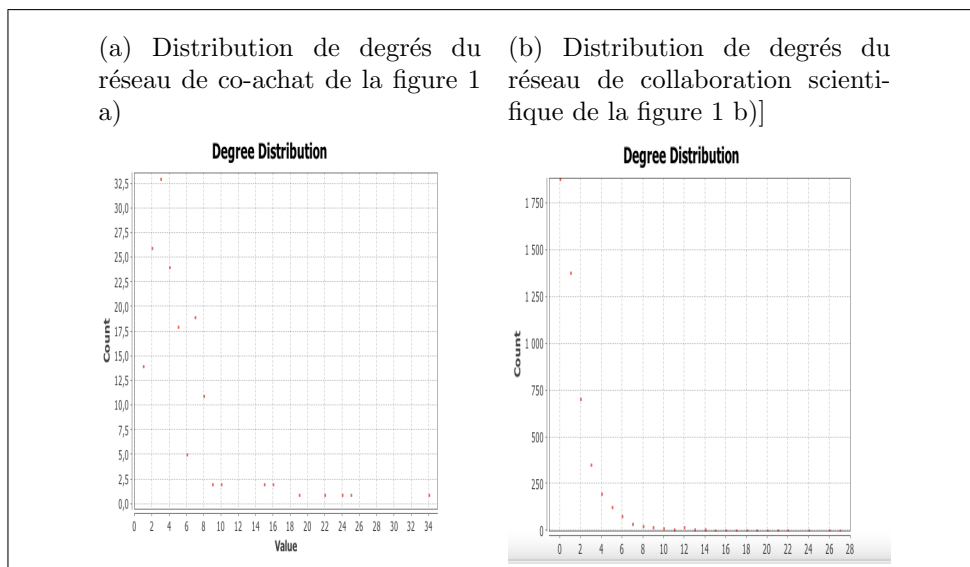 (a) Distribution de degrés du
réseau de co-achat de la figure 1
a)
(b) Distribution de degrés du
réseau de collaboration scienti-
fique de la figure 1 b)]
Degree Distribution
Count
32,5
30,0
27,5
25,0
22,5
20,0
17,5
15,0
12,5
10,0
7,5
5,0
2,5
0,0
0 2 4 6 8 10 12 14 16 18 20 22 24 26 28 30 32 34
Value
Degree Distribution
Count
1 750
1 500
1 250
1 000
750
500
250
0
0 2 4 6 8 10 12 14 16 18 20 22 24 26 28